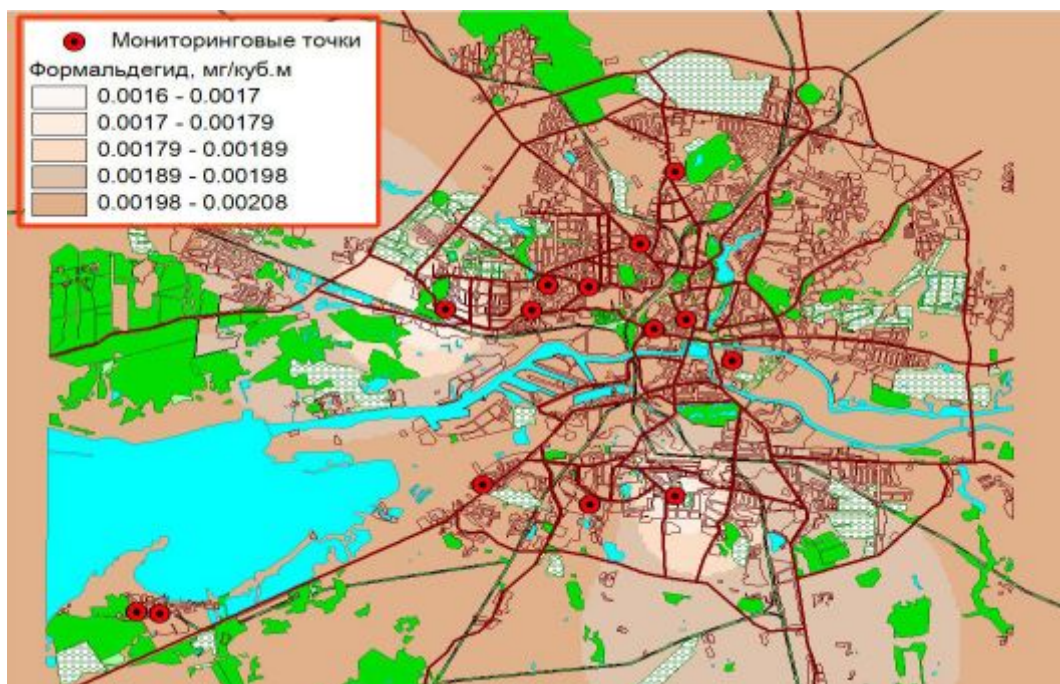 Мониторинговые точки
Формальдегид, мг/куб.м
0.0016 - 0.0017
0.0017 - 0.00179
0.00179 - 0.00189
0.00189 - 0.00198
0.00198 - 0.00208